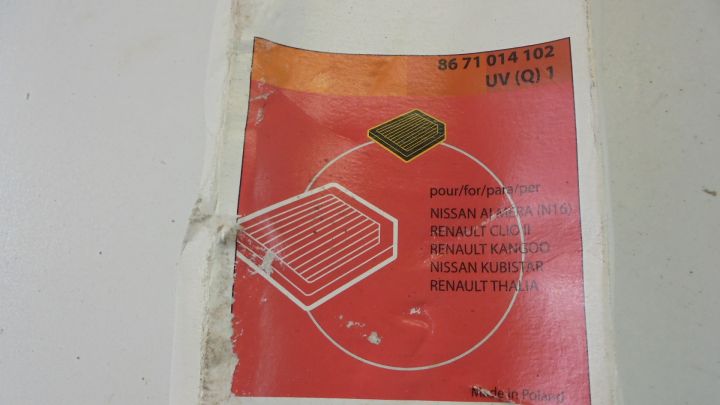 86 71 014 102
UV (Q) 1
pour/for/para/per
NISSAN ALMERA (N16)
RENAULT CLIO II
RENAULT KANGOO
NISSAN KUBISTAR
RENAULT THALIA
Made in Poland